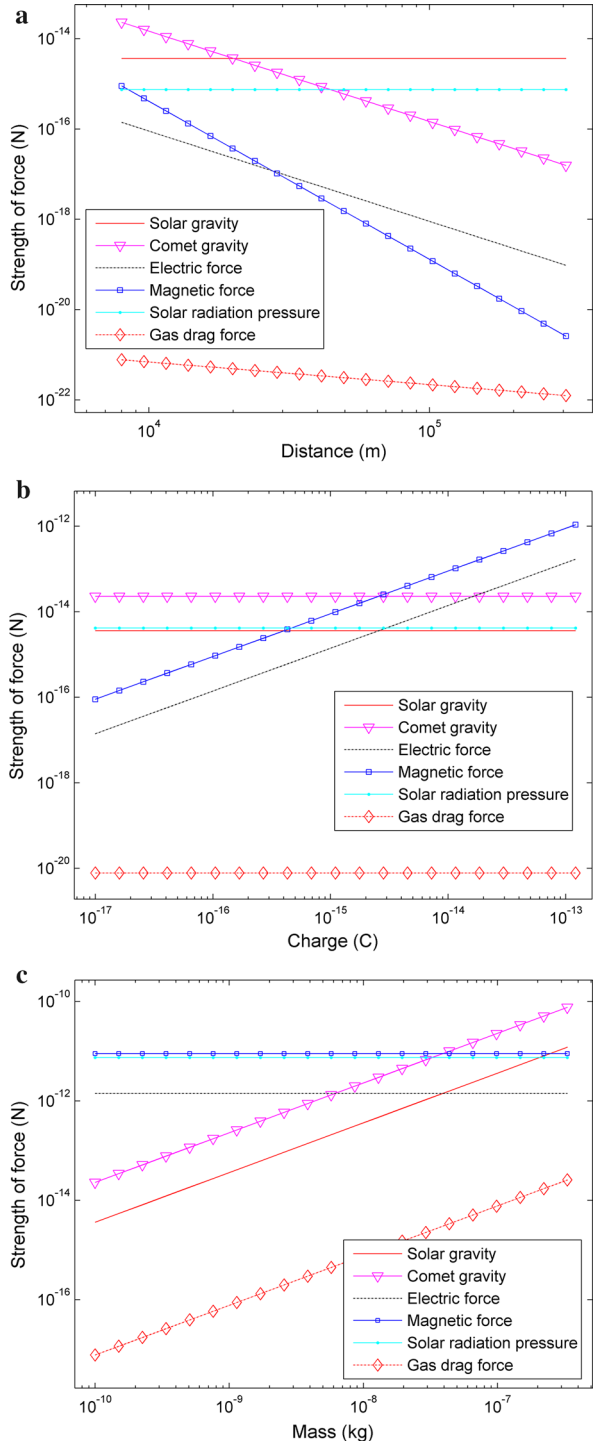 a
10^-14
10^-16
10^-18
10^-20
10^-22
Strength of force (N)
Solar gravity
Comet gravity
Electric force
Magnetic force
Solar radiation pressure
Gas drag force
10^4
10^5
Distance (m)
b
10^-12
10^-14
10^-16
10^-18
10^-20
Strength of force (N)
Solar gravity
Comet gravity
Electric force
Magnetic force
Solar radiation pressure
Gas drag force
10^-17
10^-16
10^-15
10^-14
10^-13
Charge (C)
c
10^-10
10^-12
10^-14
10^-16
Strength of force (N)
Solar gravity
Comet gravity
Electric force
Magnetic force
Solar radiation pressure
Gas drag force
10^-10
10^-9
10^-8
10^-7
Mass (kg)